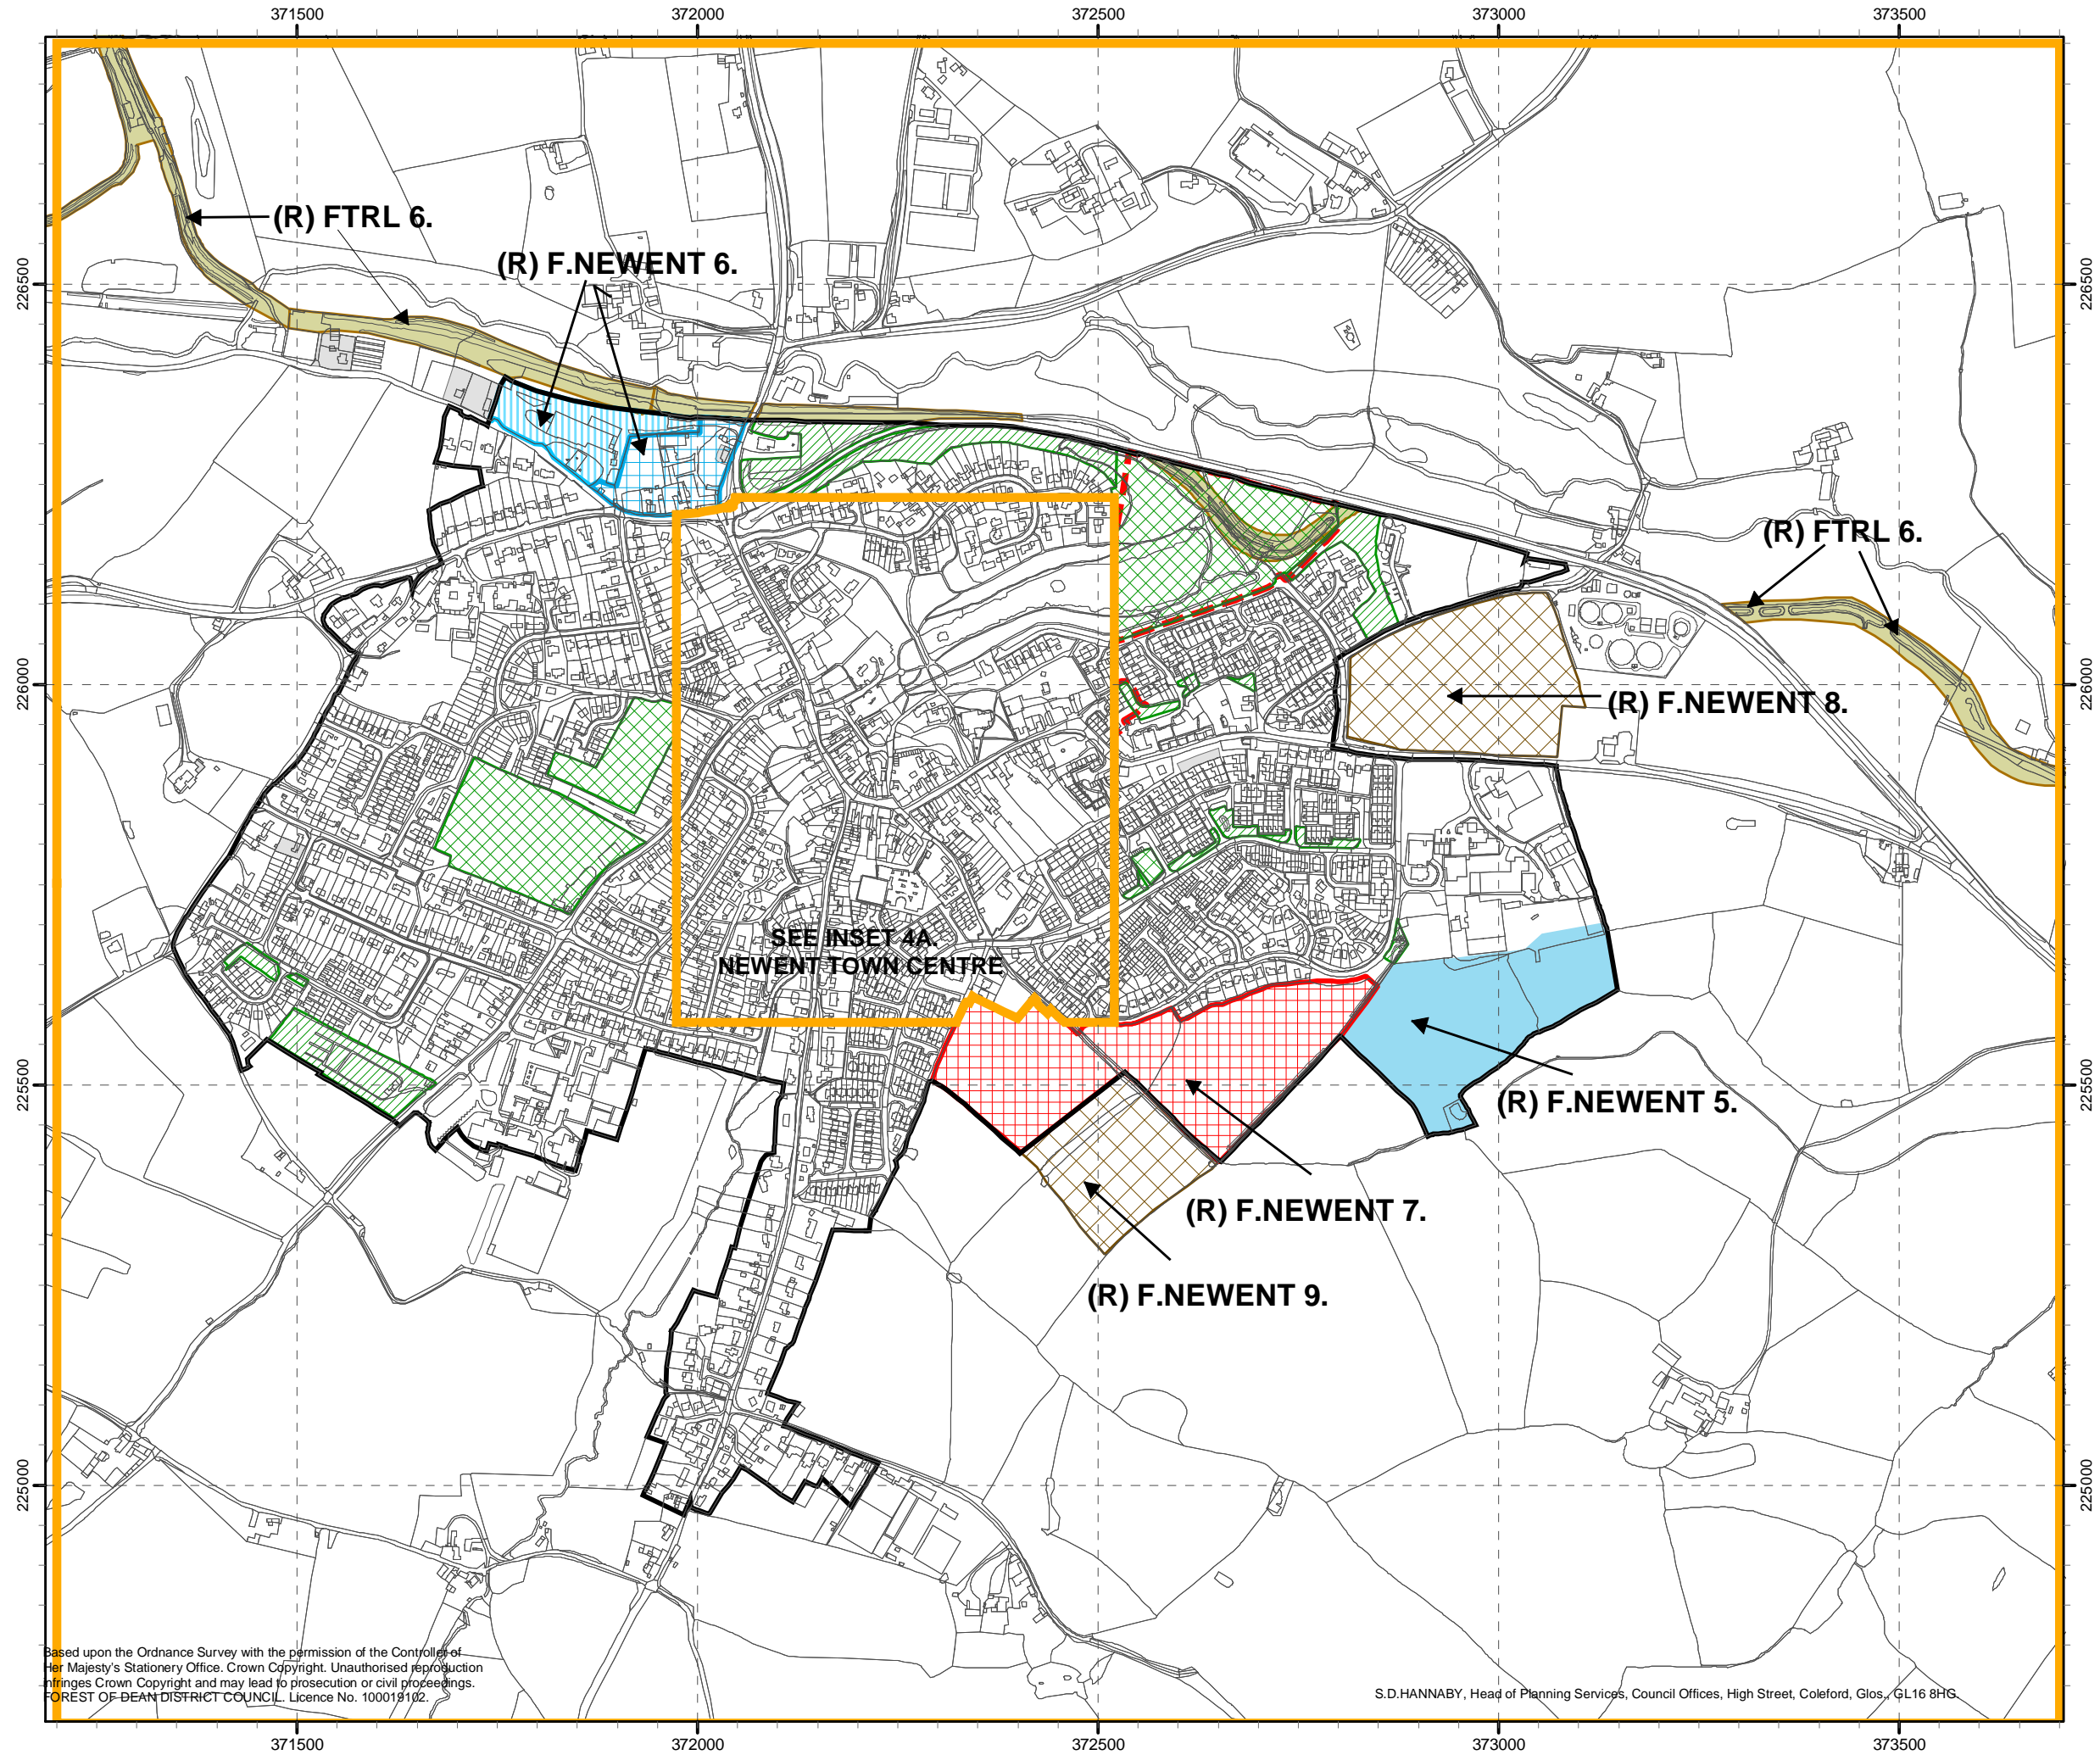 371500
372000
372500
373000
373500
(R) FTRL 6.
(R) F.NEWENT 6.
226500
226500
(R) FTRL 6.
226000
226000
(R) F.NEWENT 8.
SEE INSET 4A.
NEWENT TOWN CENTRE
225500
225500
(R) F.NEWENT 5.
(R) F.NEWENT 7.
(R) F.NEWENT 9.
225000
225000
Based upon the Ordnance Survey with the permission of the Controller of
Her Majesty's Stationery Office. Crown Copyright. Unauthorised reproduction
infringes Crown Copyright and may lead to prosecution or civil proceedings.
FOREST OF DEAN DISTRICT COUNCIL. Licence No. 100019102.
S.D.HANNABY, Head of Planning Services, Council Offices, High Street, Coleford, Glos., GL16 8HG.
371500
372000
372500
373000
373500